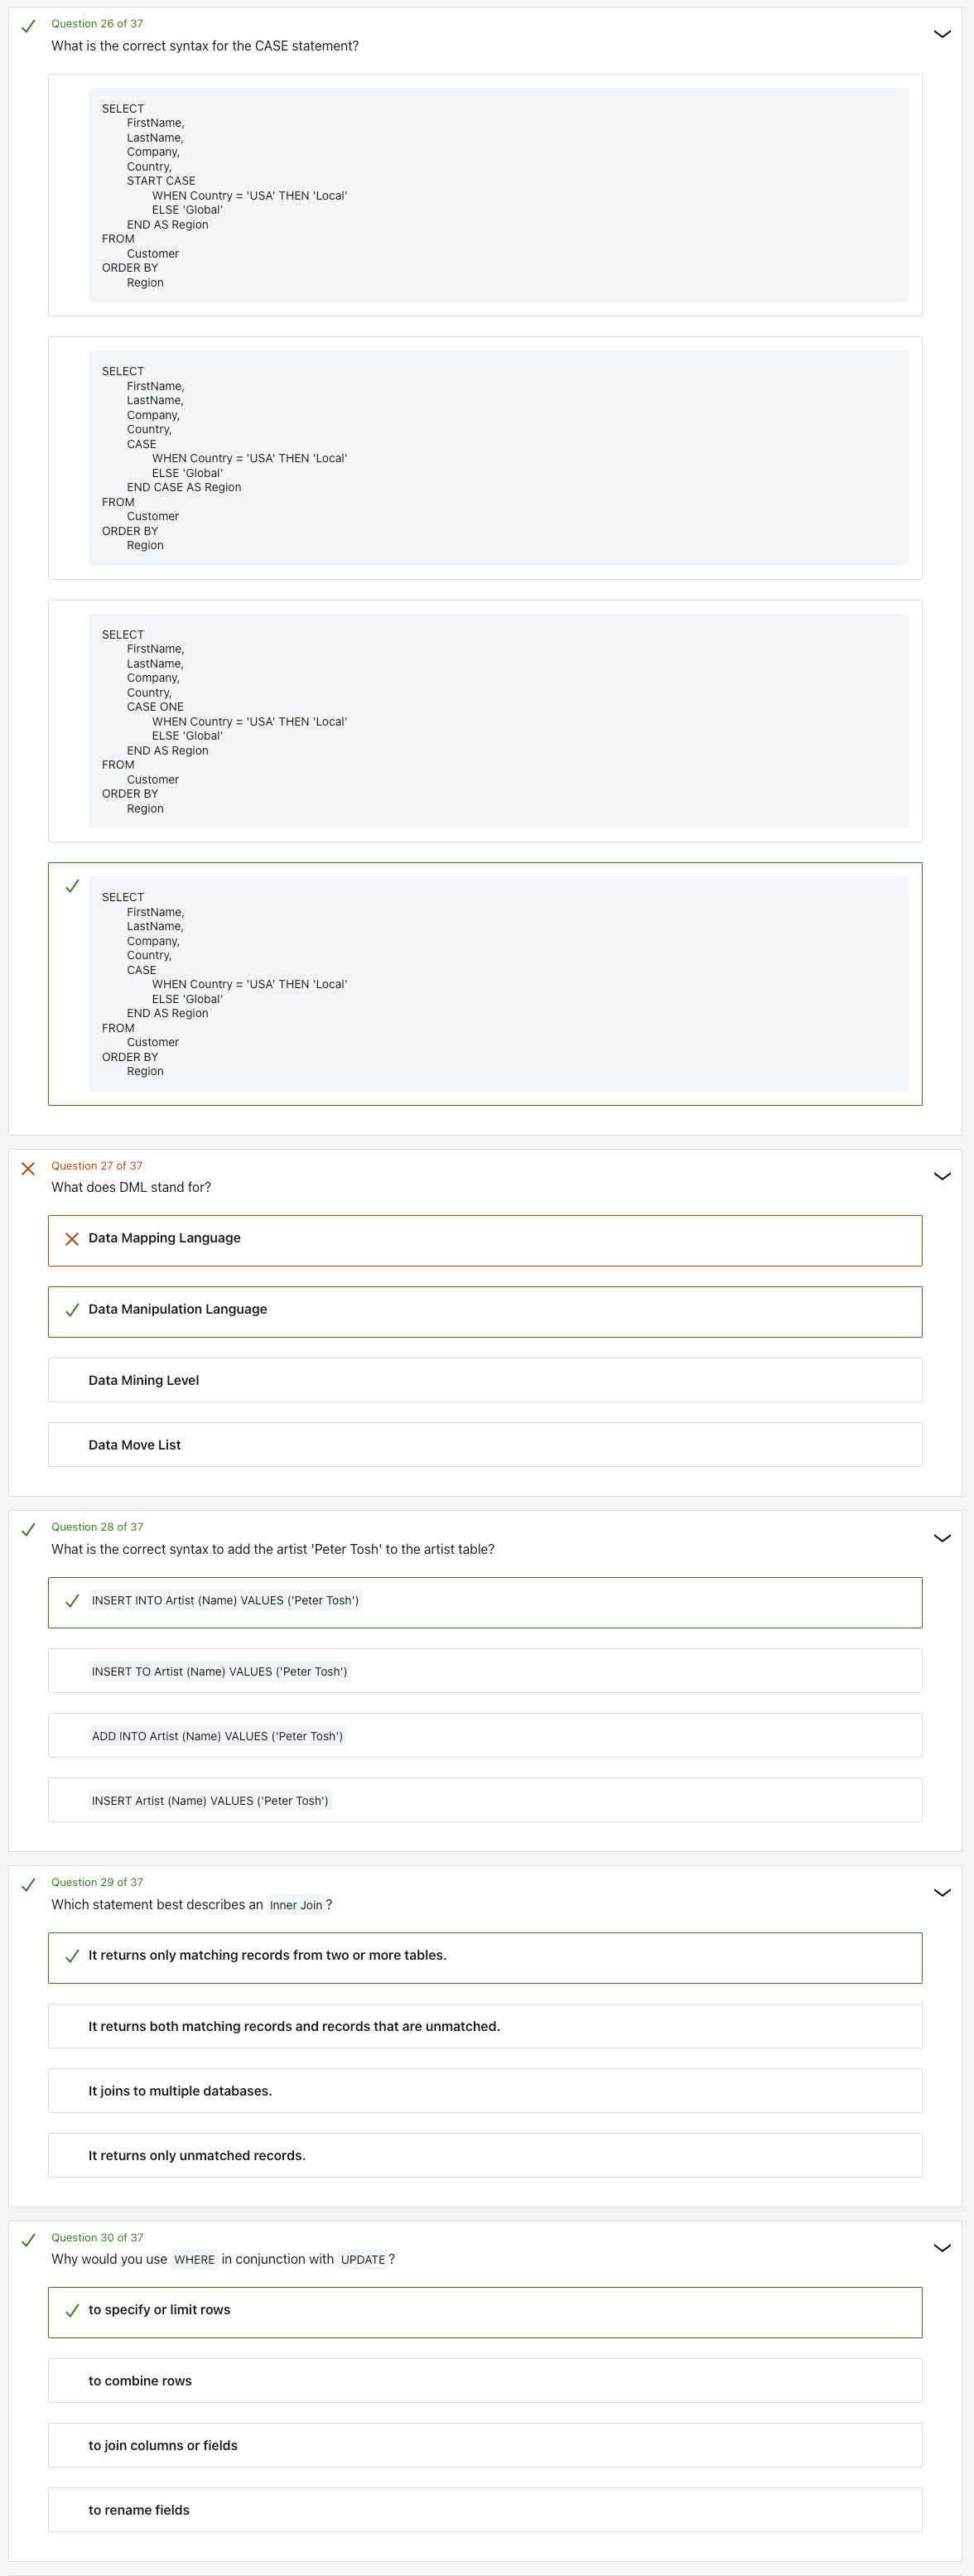 Question 26 of 37
What is the correct syntax for the CASE statement?
SELECT
FirstName,
LastName,
Company,
Country,
START CASE
WHEN Country = 'USA' THEN 'Local'
ELSE 'Global'
END AS Region
FROM
Customer
ORDER BY
Region
SELECT
FirstName,
LastName,
Company,
Country,
CASE
WHEN Country = 'USA' THEN 'Local'
ELSE 'Global'
END CASE AS Region
FROM
Customer
ORDER BY
Region
SELECT
FirstName,
LastName,
Company,
Country,
CASE ONE
WHEN Country = 'USA' THEN 'Local'
ELSE 'Global'
END AS Region
FROM
Customer
ORDER BY
Region
SELECT
FirstName,
LastName,
Company,
Country,
CASE
WHEN Country = 'USA' THEN 'Local'
ELSE 'Global'
END AS Region
FROM
Customer
ORDER BY
Region
Question 27 of 37
What does DML stand for?
Data Mapping Language
Data Manipulation Language
Data Mining Level
Data Move List
Question 28 of 37
What is the correct syntax to add the artist 'Peter Tosh' to the artist table?
INSERT INTO Artist (Name) VALUES ('Peter Tosh')
INSERT TO Artist (Name) VALUES ('Peter Tosh')
ADD INTO Artist (Name) VALUES ('Peter Tosh')
INSERT Artist (Name) VALUES ('Peter Tosh')
Question 29 of 37
Which statement best describes an Inner Join?
It returns only matching records from two or more tables.
It returns both matching records and records that are unmatched.
It joins to multiple databases.
It returns only unmatched records.
Question 30 of 37
Why would you use WHERE in conjunction with UPDATE?
to specify or limit rows
to combine rows
to join columns or fields
to rename fields